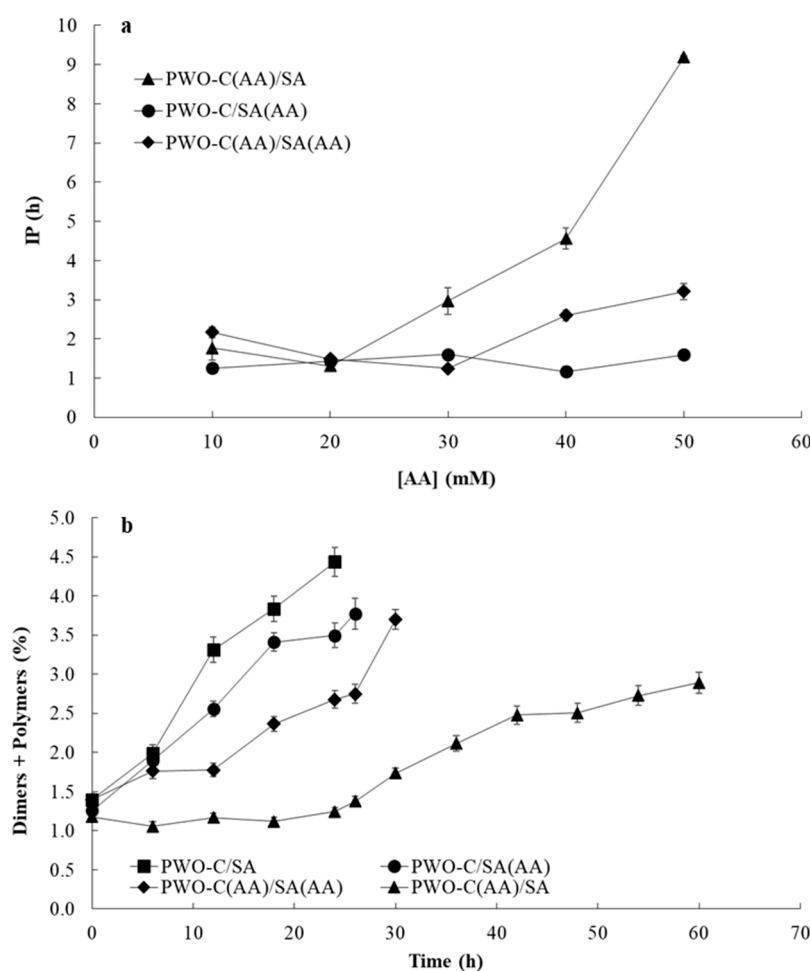 a
10
9
8
7
6
5
4
3
2
1
0
IP (h)
PWO-C(AA)/SA
PWO-C/SA(AA)
PWO-C(AA)/SA(AA)
0 10 20 30 40 50 60
[AA] (mM)
b
5.0
4.5
4.0
3.5
3.0
2.5
2.0
1.5
1.0
0.5
0.0
Dimers + Polymers (%)
PWO-C/SA PWO-C/SA(AA)
PWO-C(AA)/SA(AA) PWO-C(AA)/SA
0 10 20 30 40 50 60 70
Time (h)